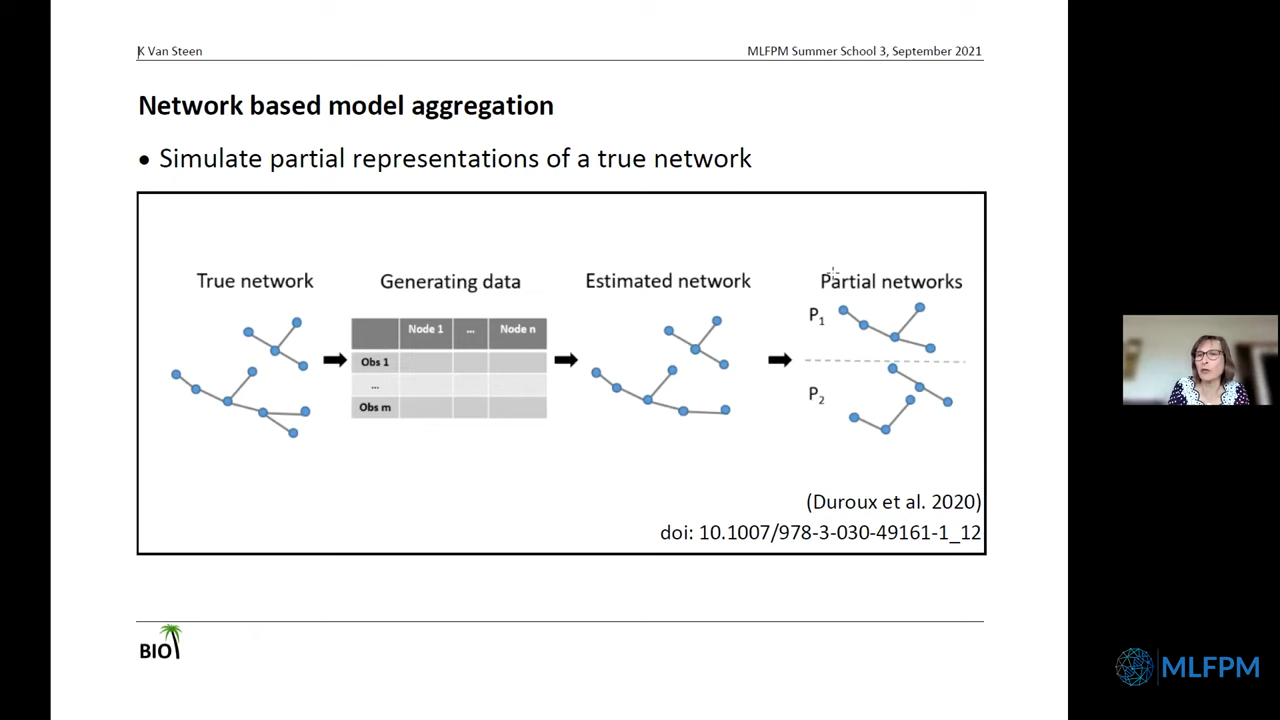 K Van Steen
MLFPM Summer School 3, September 2021
Network based model aggregation
• Simulate partial representations of a true network
True network
Generating data
Estimated network
Partial networks
Node 1
...
Node n
Obs 1
...
Obs m
P1
P2
(Duroux et al. 2020)
doi: 10.1007/978-3-030-49161-1_12
BIO
MLFPM